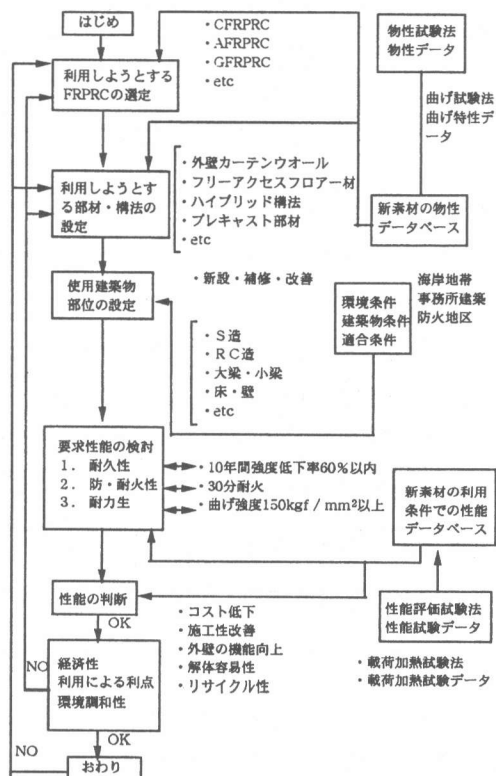 はじめ
・CFRPRC
・AFRPRC
・GFRPRC
・etc
物性試験法
物性データ
利用しようとする
FRPRCの選定
曲げ試験法
曲げ特性デ
ータ
利用しようとす
る部材・構法の
設定
・外壁カーテンウオール
・フリーアクセスフロアー材
・ハイブリッド構法
・プレキャスト部材
・etc
新素材の物性
データベース
使用建築物
部位の設定
・新設・補修・改善
環境条件
建築物条件
適合条件
海岸地帯
事務所建築
防火地区
・S造
・RC造
・大梁・小梁
・床・壁
・etc
要求性能の検討
1. 耐久性
2. 防・耐火性
3. 耐力生
・10年間強度低下率60%以内
・30分耐火
・曲げ強度150kgf / mm²以上
新素材の利用
条件での性能
データベース
性能の判断
OK
・コスト低下
・施工性改善
・外壁の機能向上
・解体容易性
・リサイクル性
性能評価試験法
性能試験データ
・載荷加熱試験法
・載荷加熱試験データ
NO
経済性
利用による利点
環境調和性
OK
NO
おわり